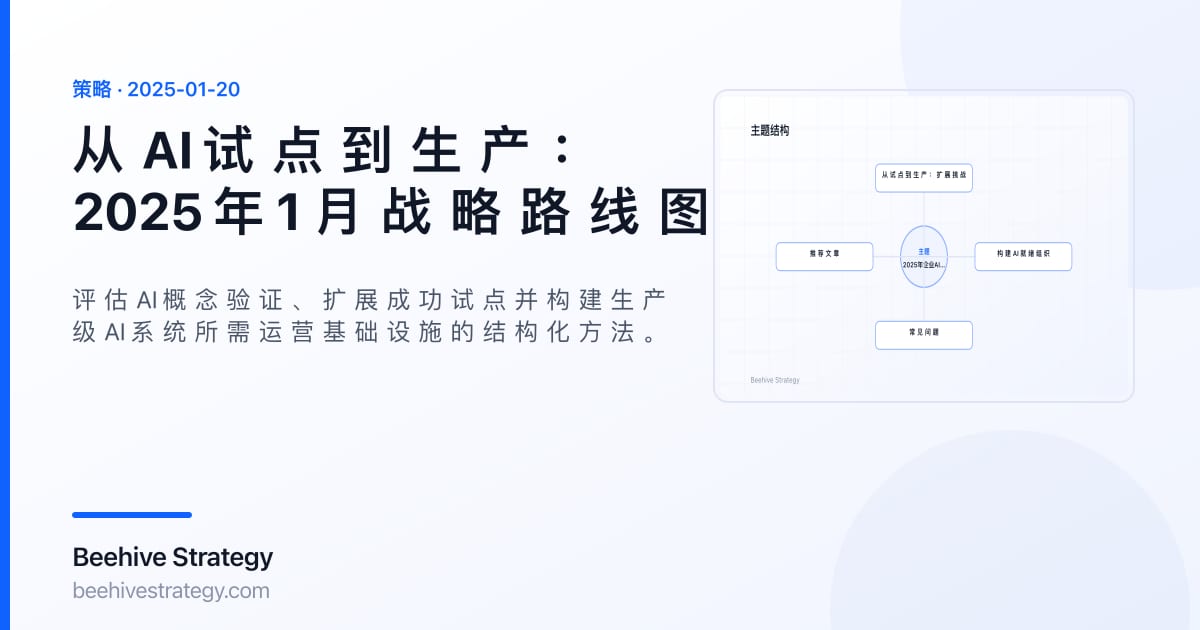 策略 · 2025-01-20
从 AI 试点到生产：
2025 年 1 月战略路线图
评估 AI 概念验证、扩展成功试点并构建生产
级 AI 系统所需运营基础设施的结构化方法。
主题结构
从试点到生产：扩展挑战
推荐文章
主题
2025年企业AI...
构建AI就绪组织
常见问题
Beehive Strategy
Beehive Strategy
beehivestrategy.com